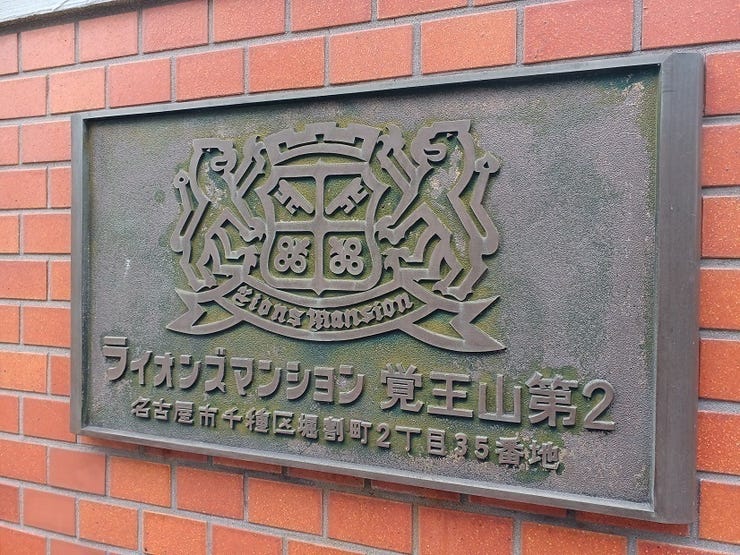 Lions Mansion
ライオンズマンション 覚王山第2
名古屋市千種区堀割町2丁目35番地